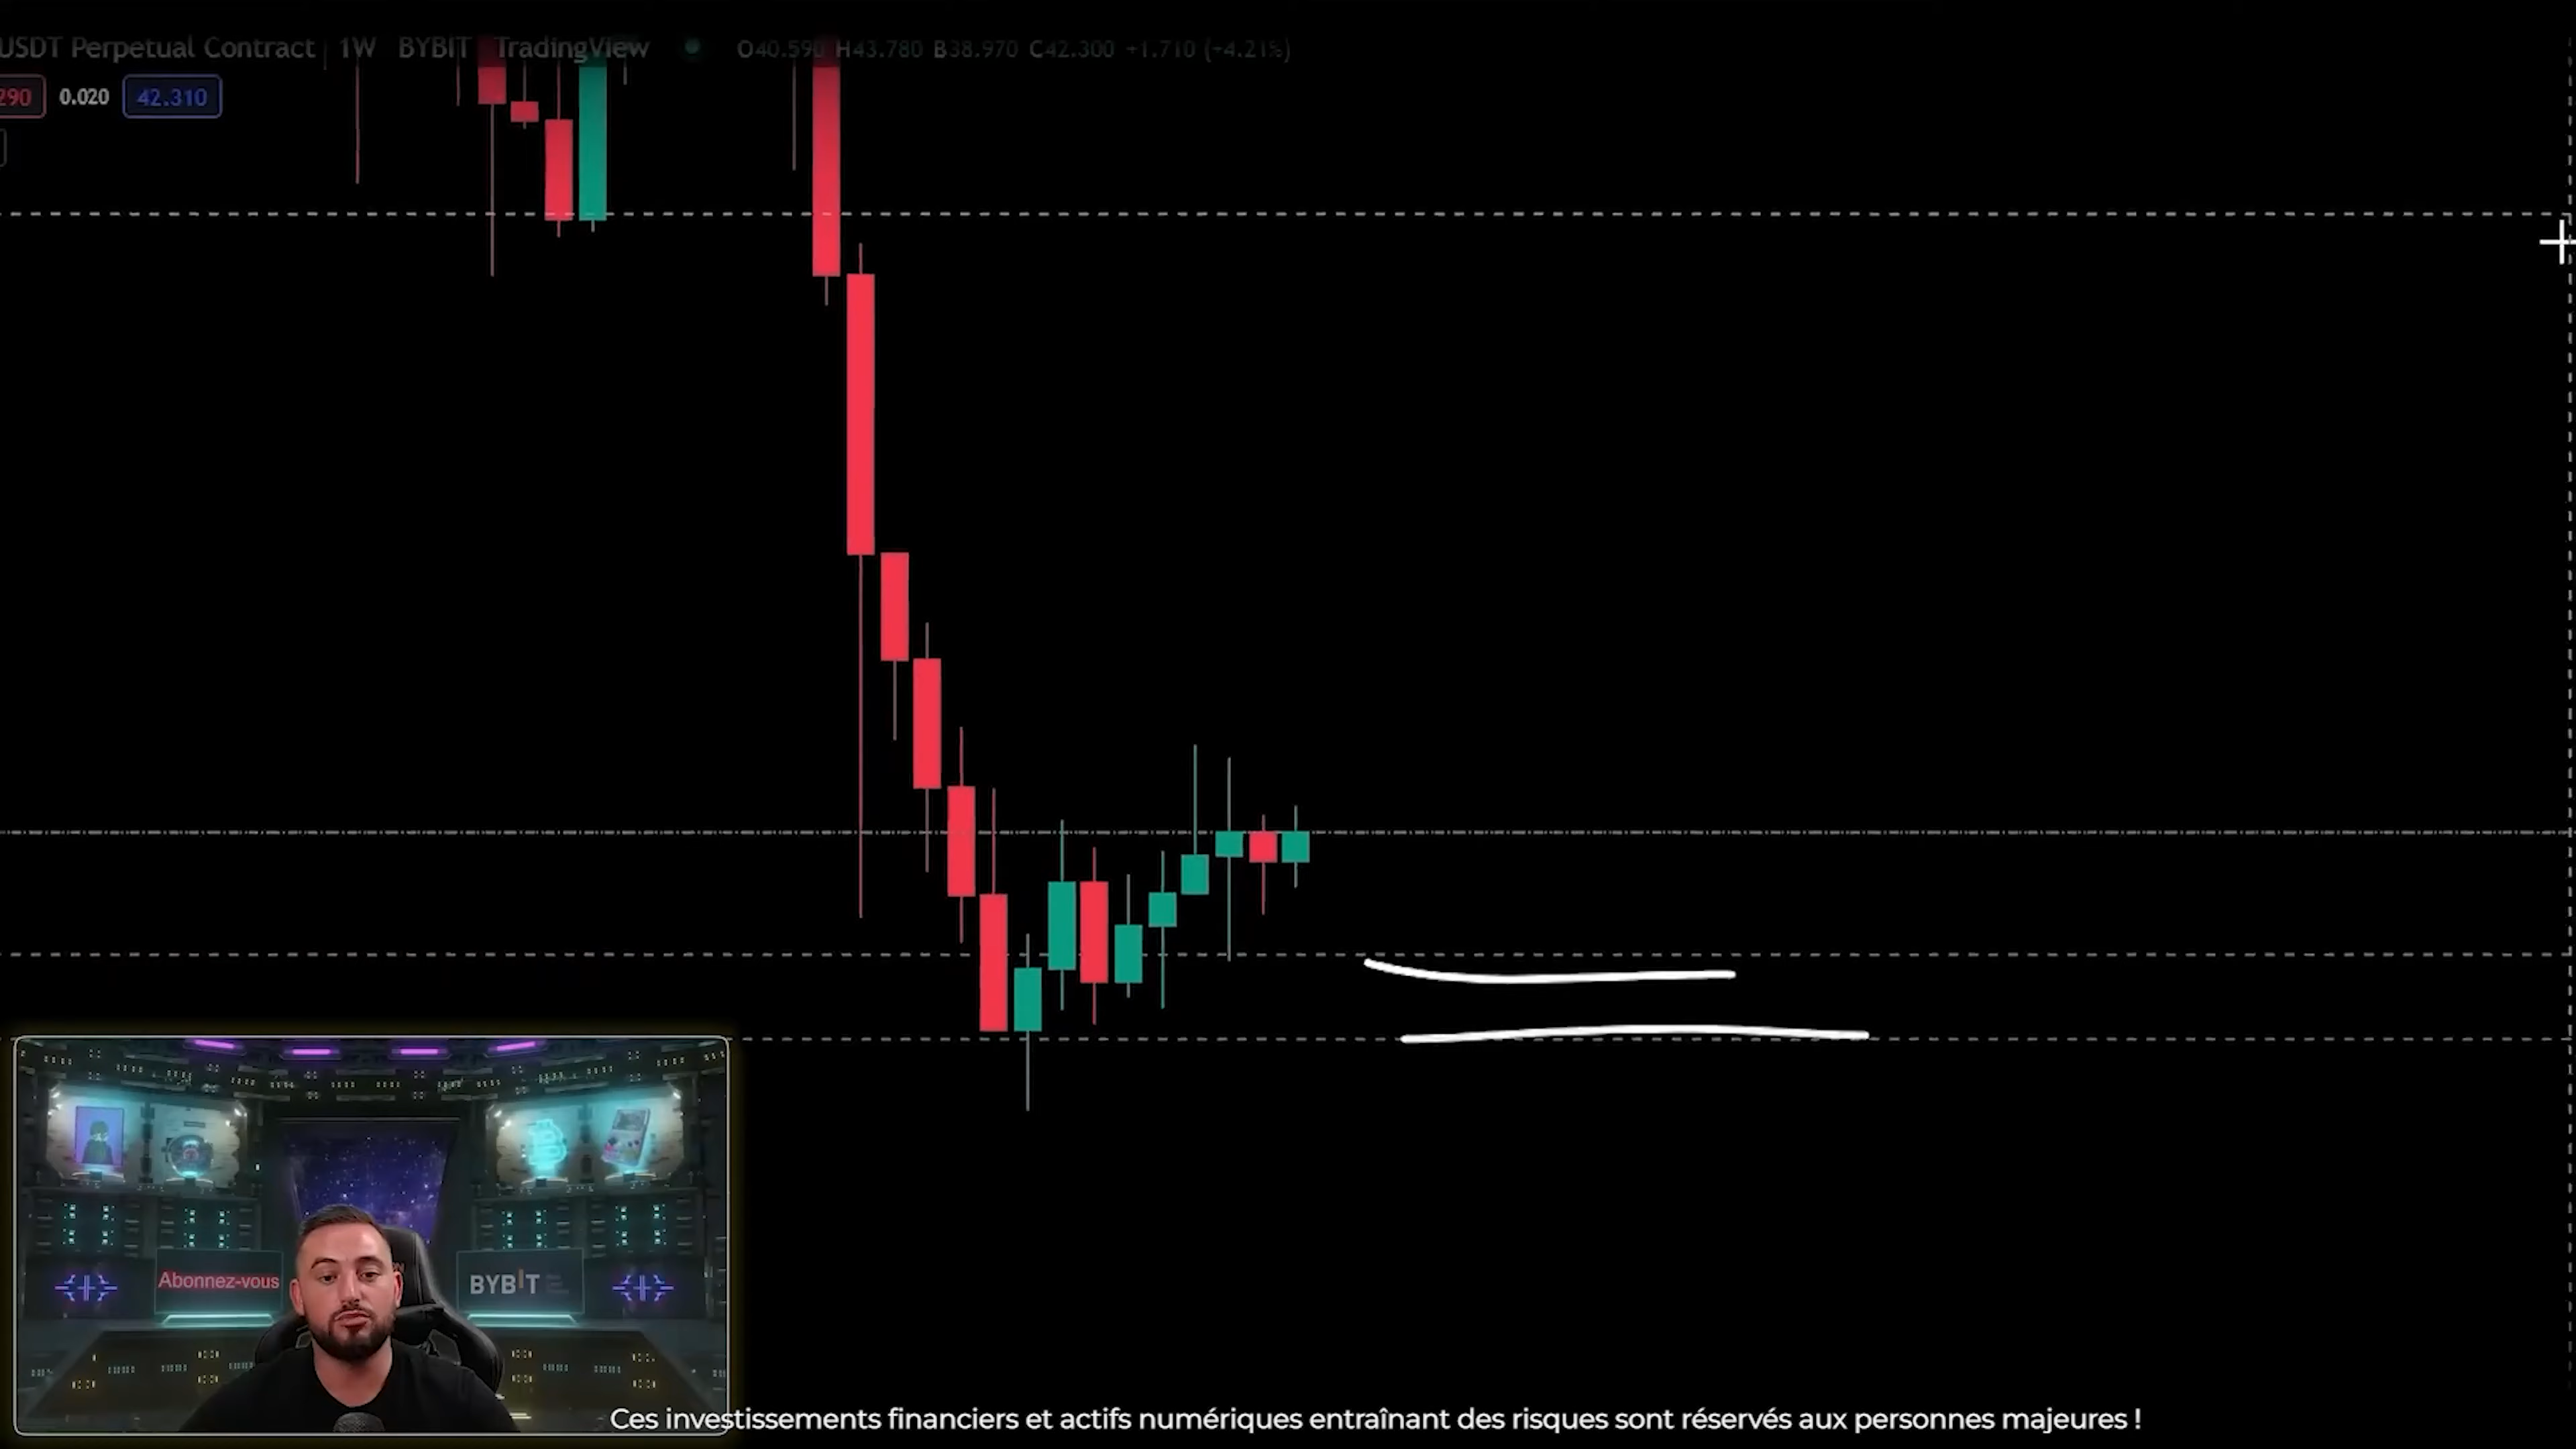 USDT Perpetual Contract 1W BYBIT TradingView O40.590 H43.780 B38.970 C42.300 +1.710 (+4.21%)
290 0.020 42.310
Abonnez-vous
BYBIT
Ces investissements financiers et actifs numériques entraînant des risques sont réservés aux personnes majeures !